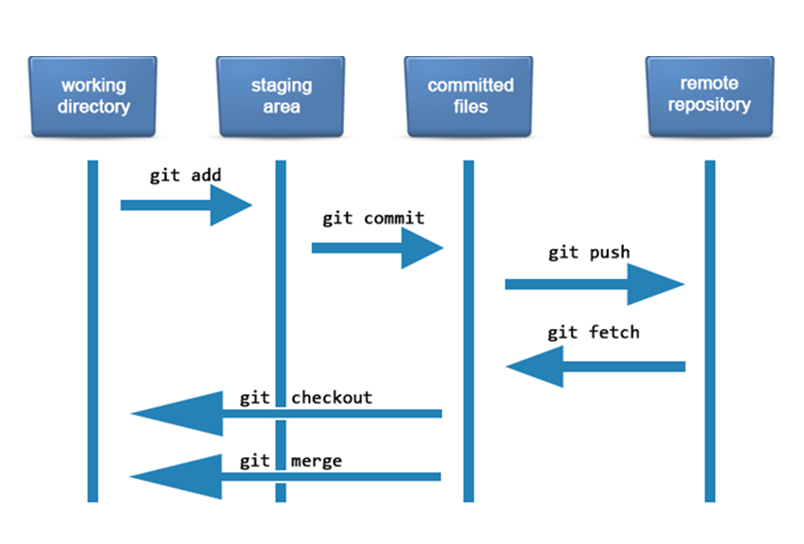 working
directory
staging
area
committed
files
remote
repository
git add
git commit
git push
git fetch
git checkout
git merge